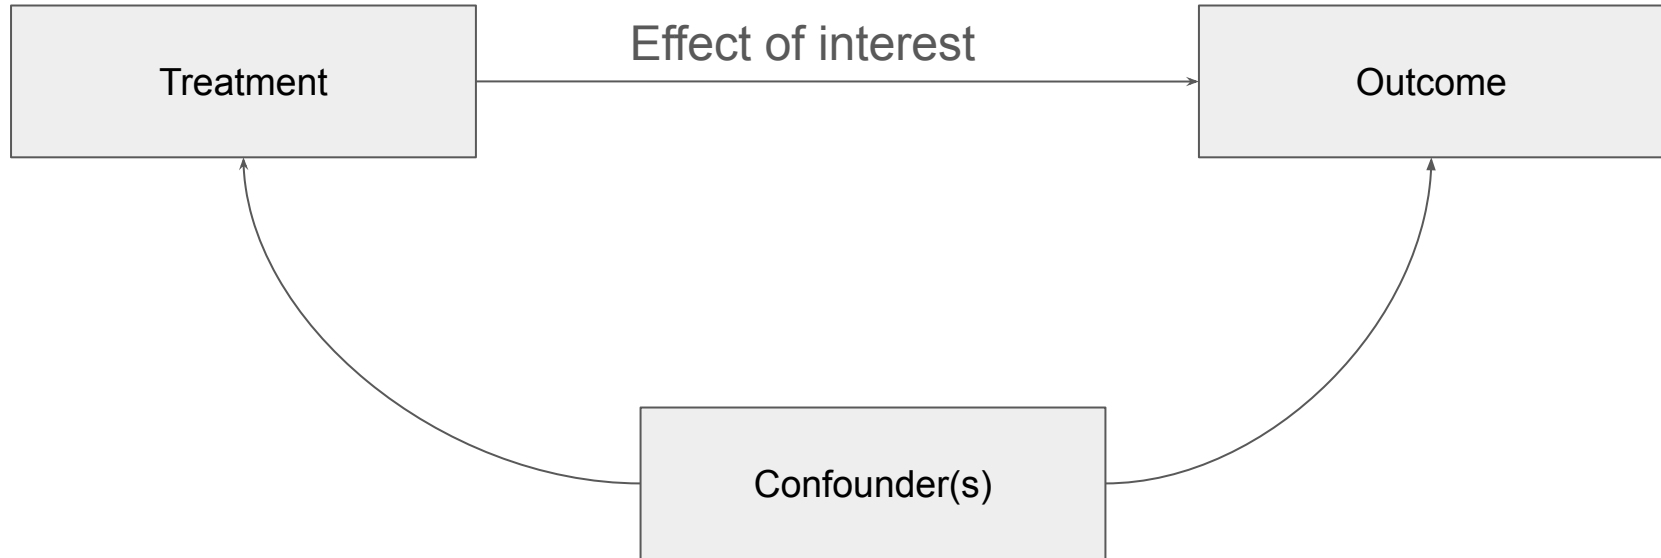 Effect of interest
Treatment
Outcome
Confounder(s)